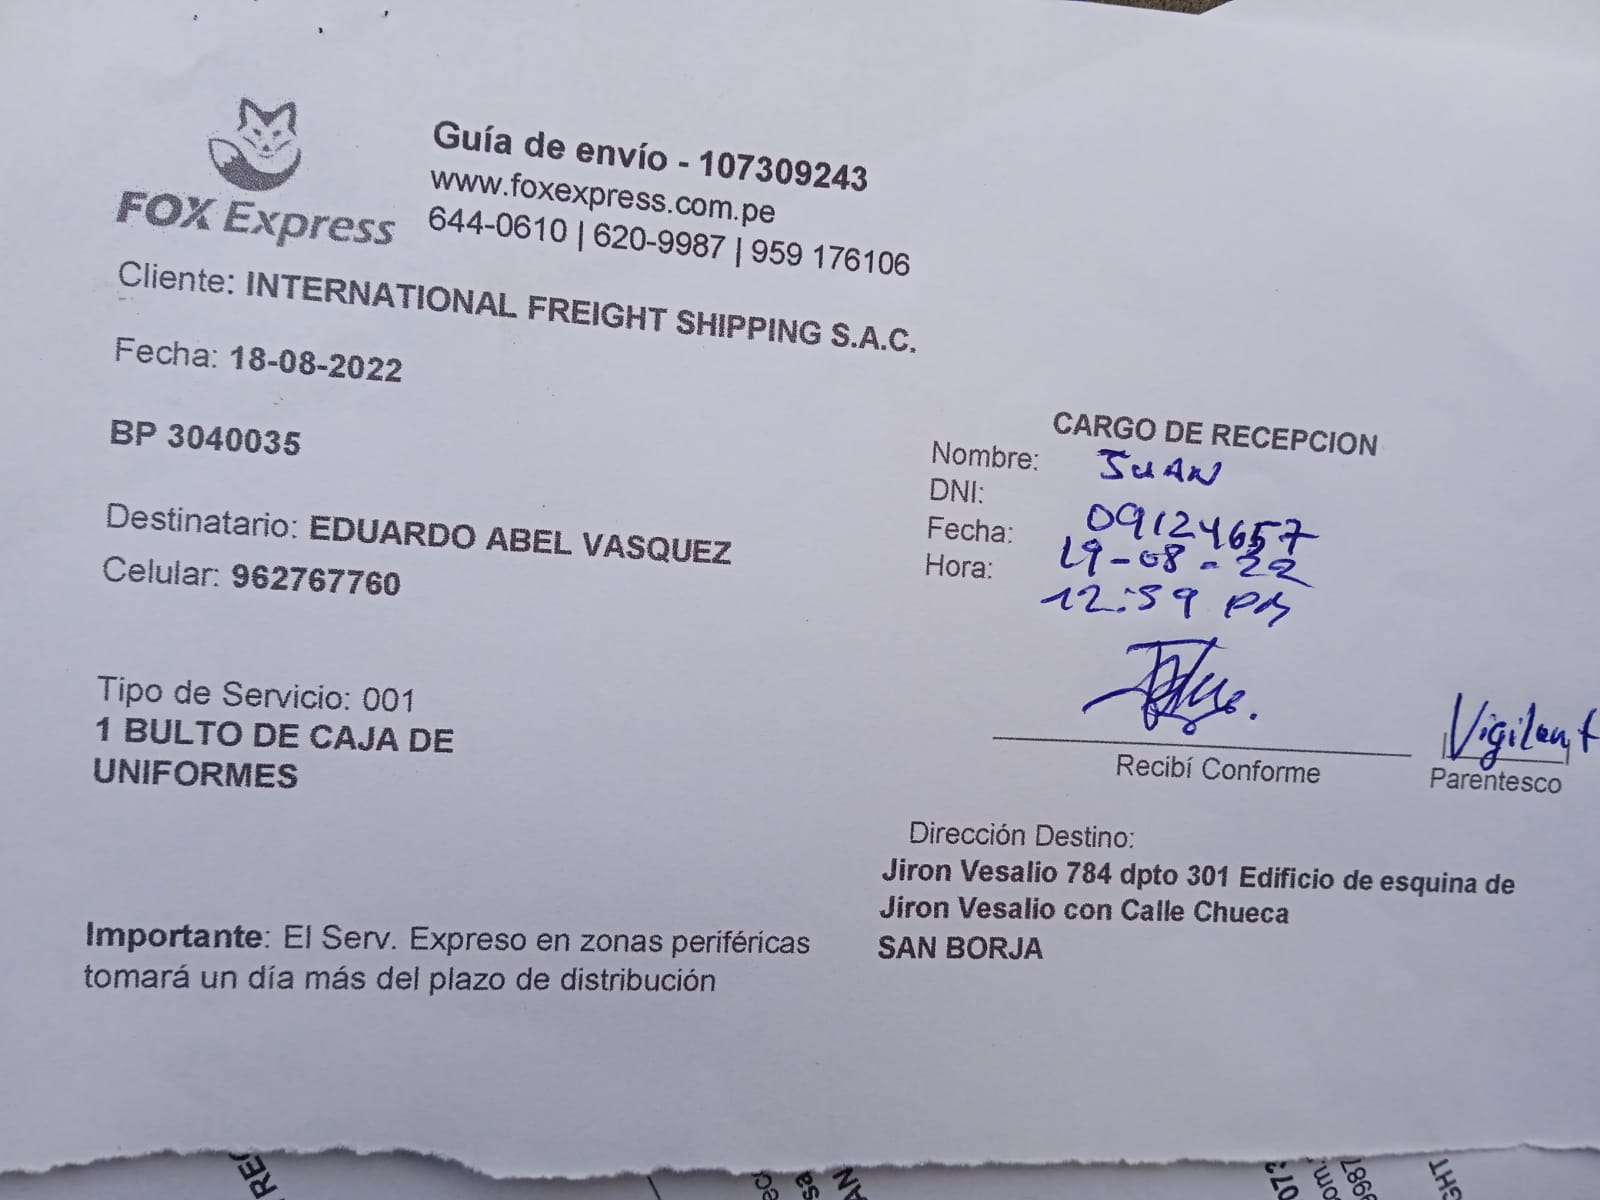 FOX Express
Guía de envío - 107309243
www.foxexpress.com.pe
644-0610 | 620-9987 | 959 176106
Cliente: INTERNATIONAL FREIGHT SHIPPING S.A.C.
Fecha: 18-08-2022
BP 3040035
Destinatario: EDUARDO ABEL VASQUEZ
Celular: 962767760
Tipo de Servicio: 001
1 BULTO DE CAJA DE
UNIFORMES
Importante: El Serv. Expreso en zonas periféricas
tomará un día más del plazo de distribución
CARGO DE RECEPCION
Nombre: JUAN
DNI: 09124657
Fecha: 19-08-22
Hora: 12:59 PM
Recibí Conforme
Vigilant
Parentesco
Dirección Destino:
Jiron Vesalio 784 dpto 301 Edificio de esquina de
Jiron Vesalio con Calle Chueca
SAN BORJA